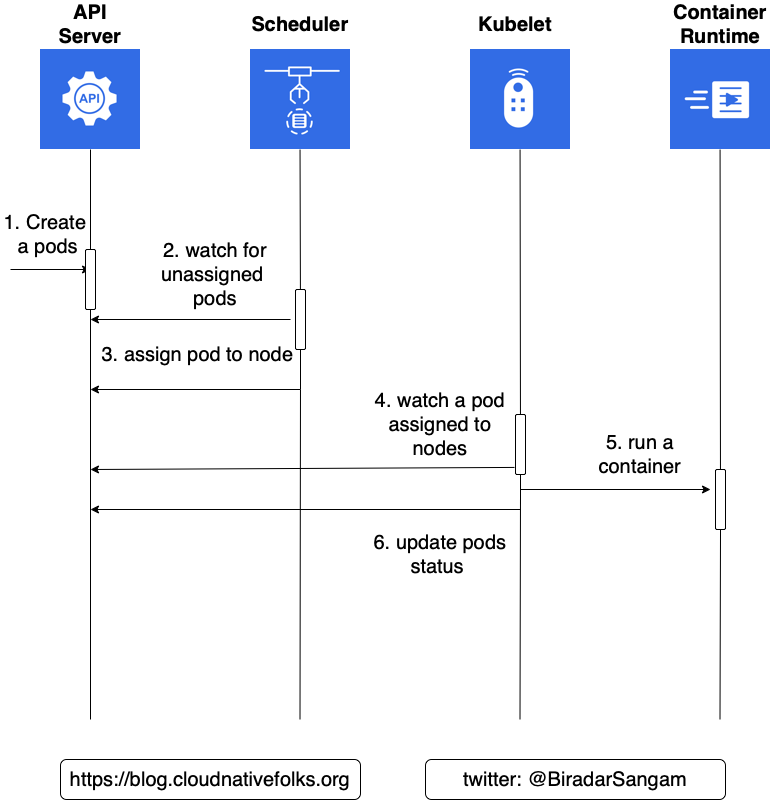 API
Server
Scheduler
Kubelet
Container
Runtime
API
1. Create
a pods
2. watch for
unassigned
pods
3. assign pod to node
4. watch a pod
assigned to
nodes
5. run a
container
6. update pods
status
https://blog.cloudnativefolks.org
twitter: @BiradarSangam